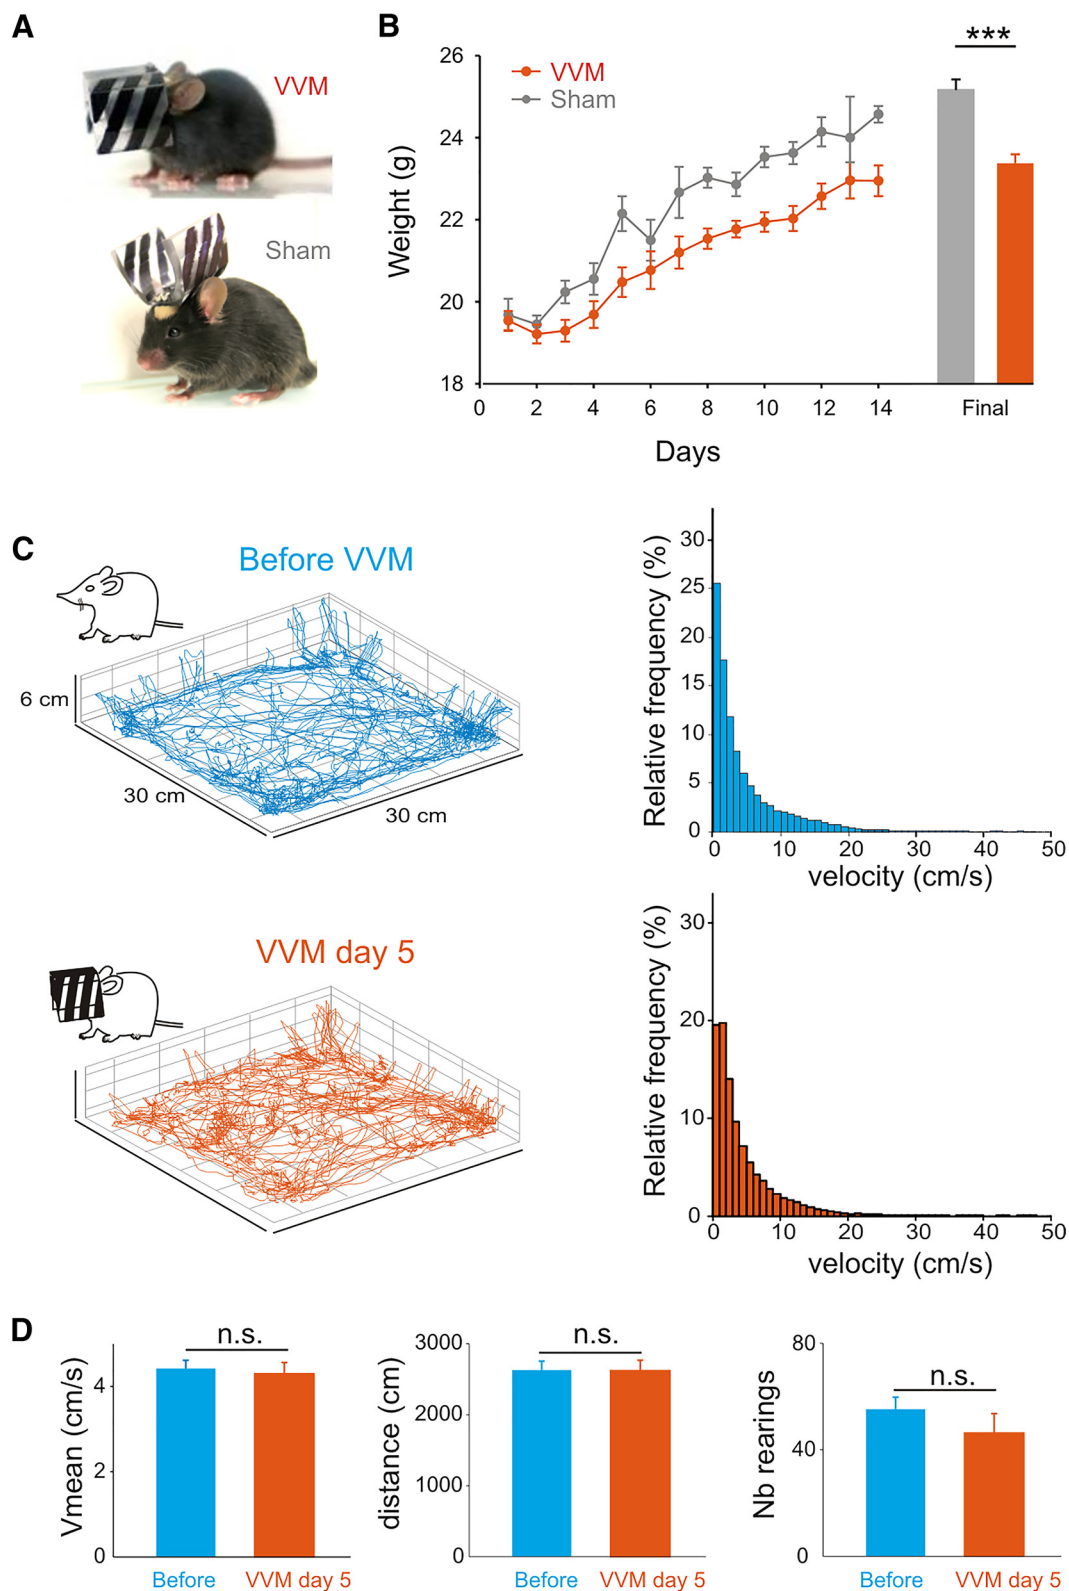 A
VVM
Sham
B
Weight (g)
26
24
22
20
18
VVM
Sham
***
0 2 4 6 8 10 12 14
Final
Days
C
Before VVM
6 cm
30 cm
30 cm
Relative frequency (%)
30
25
20
15
10
5
0
0 10 20 30 40 50
velocity (cm/s)
VVM day 5
Relative frequency (%)
30
20
10
0
0 10 20 30 40 50
velocity (cm/s)
D
Vmean (cm/s)
4
2
0
n.s.
Before VVM day 5
distance (cm)
3000
2000
1000
0
n.s.
Before VVM day 5
Nb rearings
80
40
0
n.s.
Before VVM day 5